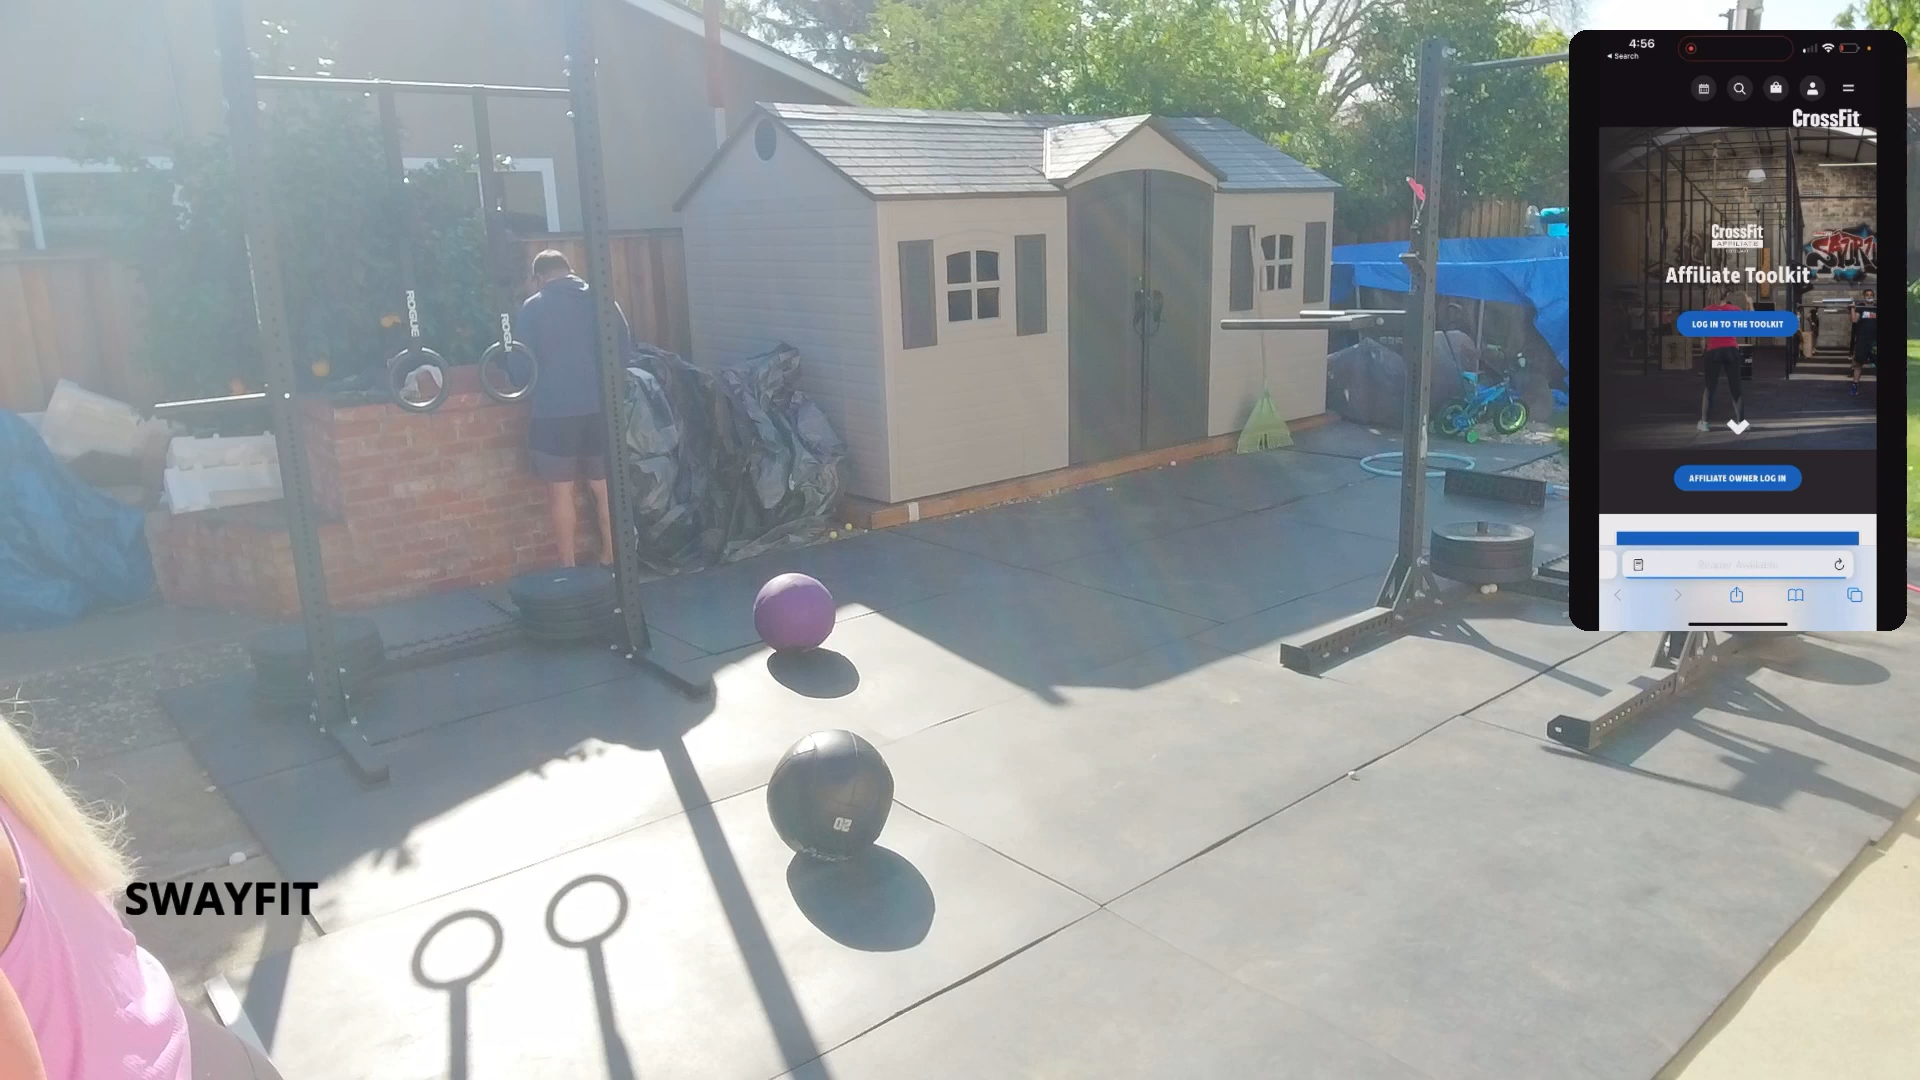 4:56
Search
CrossFit
CrossFit
AFFILIATE
Affiliate Toolkit
LOG IN TO THE TOOLKIT
AFFILIATE OWNER LOG IN
ROGUE
ROGU
20
SWAYFIT